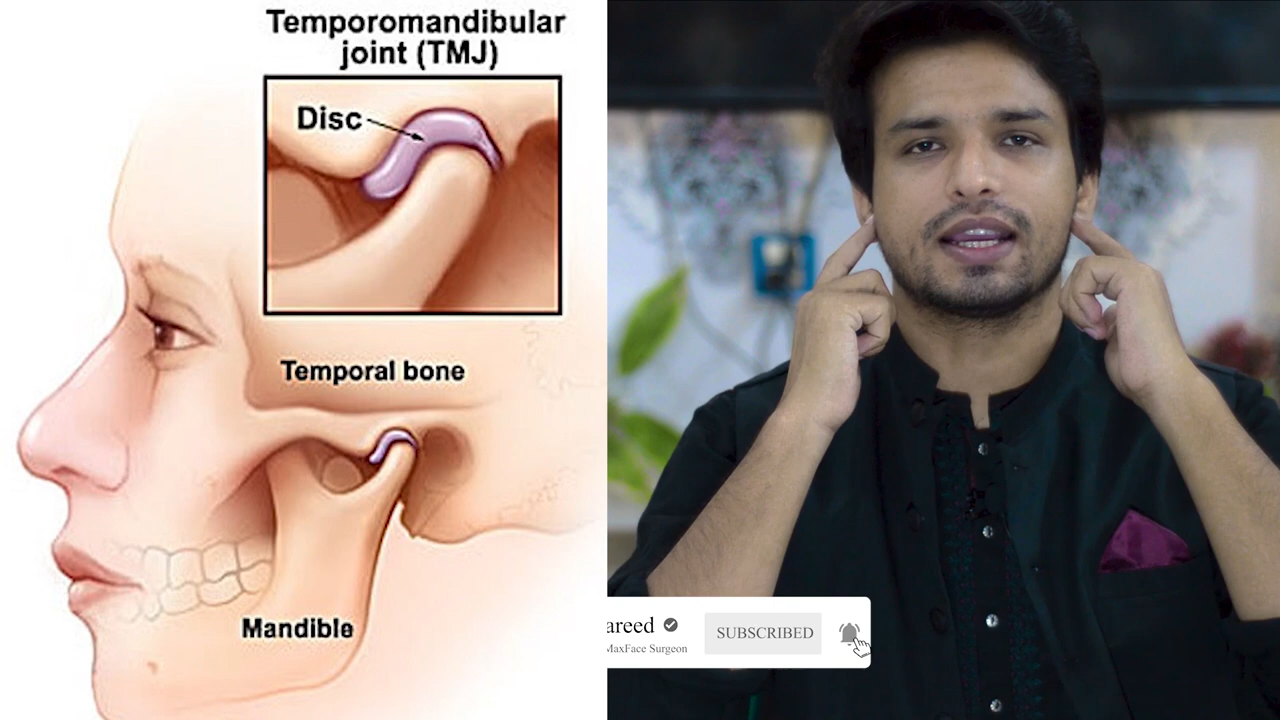 Temporomandibular
joint (TMJ)
Disc
Temporal bone
Mandible
areed
MaxFace Surgeon
SUBSCRIBED